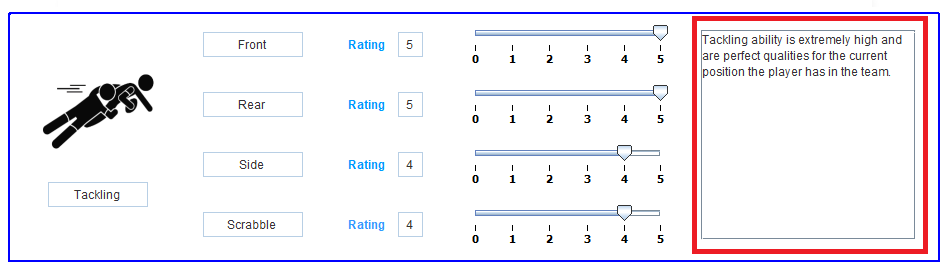 Front Rating 5
0 1 2 3 4 5
Rear Rating 5
0 1 2 3 4 5
Side Rating 4
0 1 2 3 4 5
Scrabble Rating 4
0 1 2 3 4 5
Tackling
Tackling ability is extremely high and
are perfect qualities for the current
position the player has in the team.